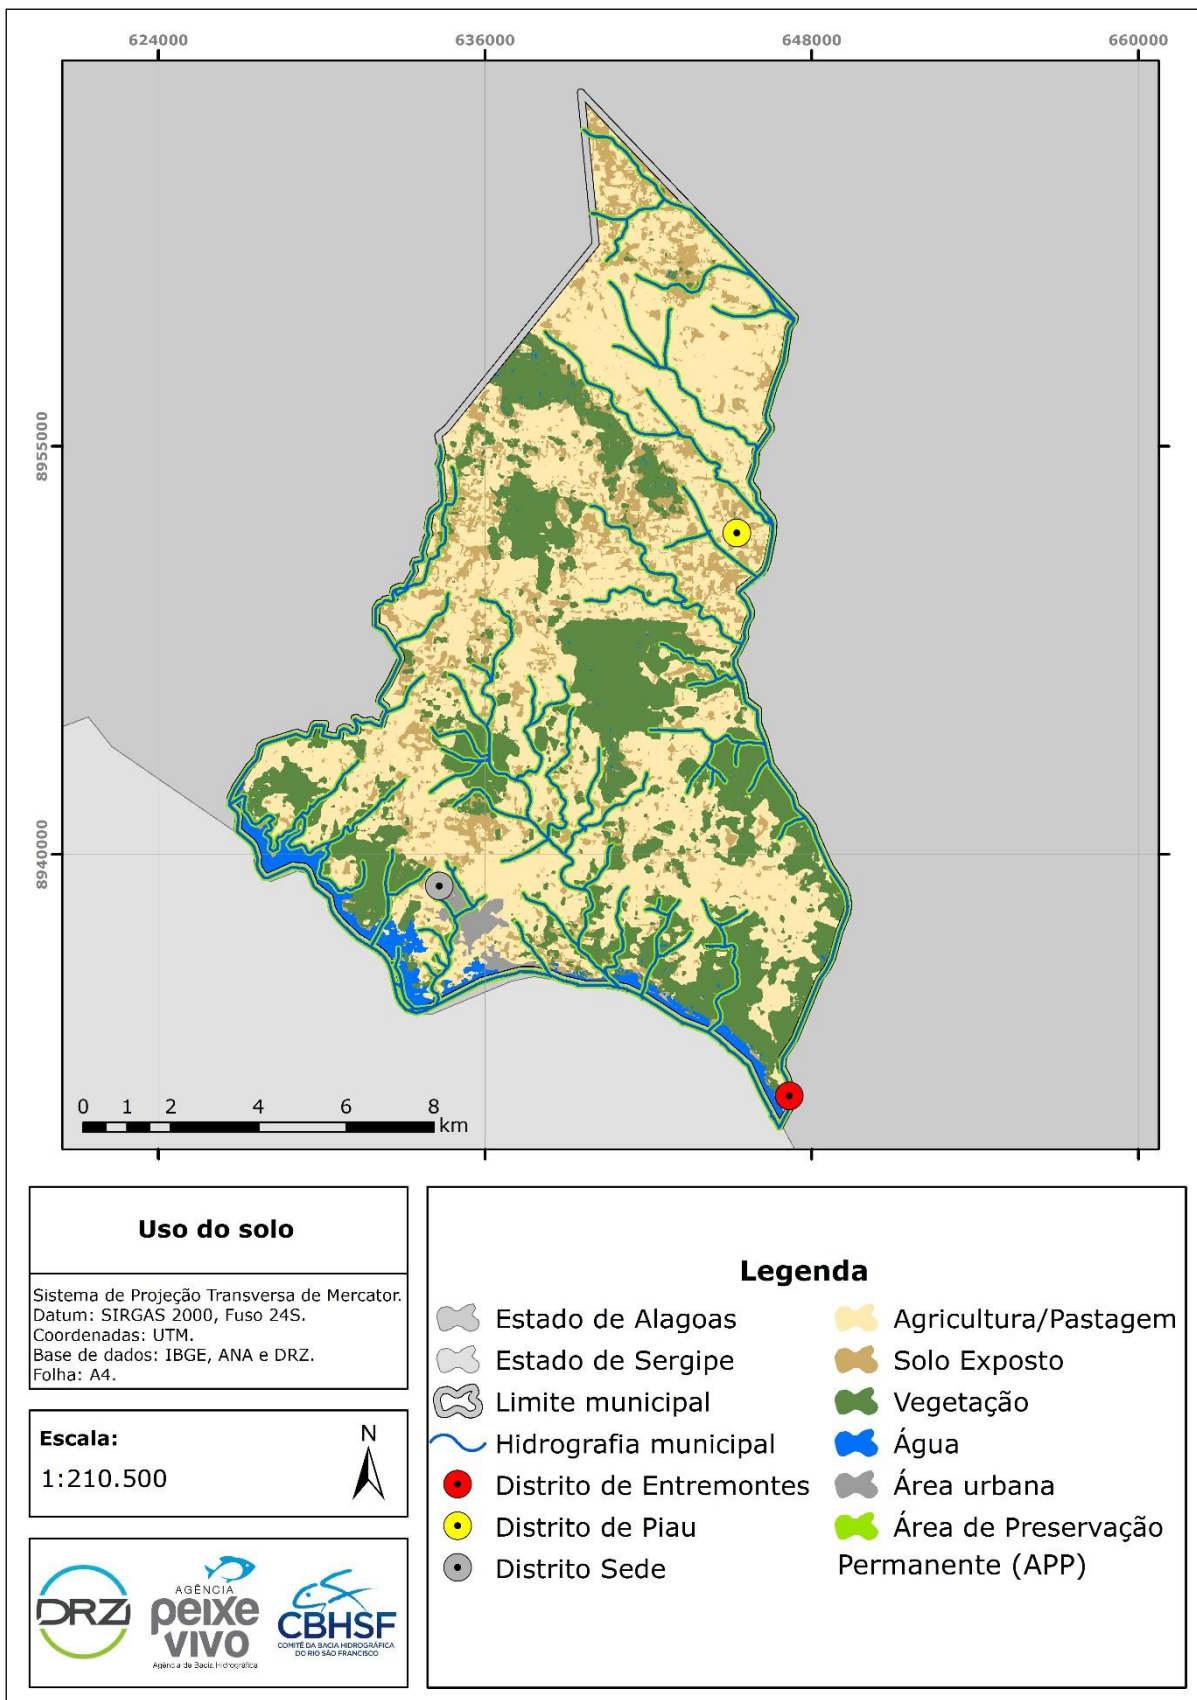 624000
636000
648000
660000
8955000
8940000
0 1 2 4 6 8
km
Uso do solo
Sistema de Projeção Transversa de Mercator.
Datum: SIRGAS 2000, Fuso 24S.
Coordenadas: UTM.
Base de dados: IBGE, ANA e DRZ.
Folha: A4.
Escala:
1:210.500
N
DRZ
AGÊNCIA
peixe
vivo
Agência de Bacia Hidrográfica
CBHSF
COMITÊ DA BACIA HIDROGRÁFICA
DO RIO SÃO FRANCISCO
Legenda
Estado de Alagoas
Estado de Sergipe
Limite municipal
Hidrografia municipal
Distrito de Entremontes
Distrito de Piau
Distrito Sede
Agricultura/Pastagem
Solo Exposto
Vegetação
Água
Área urbana
Área de Preservação
Permanente (APP)